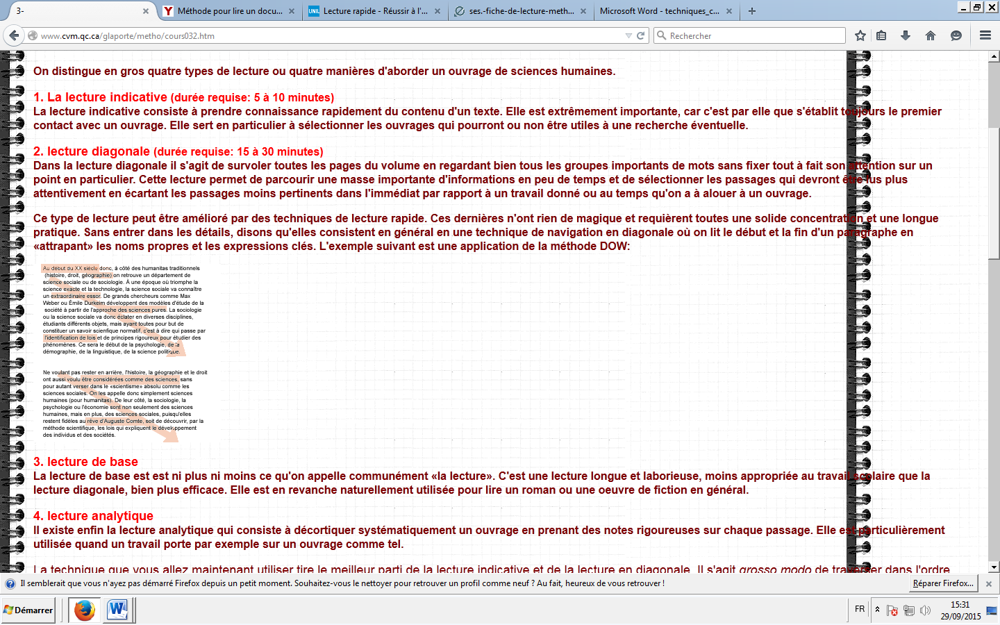 3-
Méthode pour lire un docu...
UNIL Lecture rapide - Réussir à l'...
ses.-fiche-de-lecture-meth...
Microsoft Word - techniques_c...
www.cvm.qc.ca/glaporte/metho/cours032.htm
Rechercher
On distingue en gros quatre types de lecture ou quatre manières d'aborder un ouvrage de sciences humaines.
1. La lecture indicative (durée requise: 5 à 10 minutes)
La lecture indicative consiste à prendre connaissance rapidement du contenu d'un texte. Elle est extrêmement importante, car c'est par elle que s'établit toujours le premier
contact avec un ouvrage. Elle sert en particulier à sélectionner les ouvrages qui pourront ou non être utiles à une recherche éventuelle.
2. lecture diagonale (durée requise: 15 à 30 minutes)
Dans la lecture diagonale il s'agit de survoler toutes les pages du volume en regardant bien tous les groupes importants de mots sans fixer tout à fait son attention sur un
point en particulier. Cette lecture permet de parcourir une masse importante d'informations en peu de temps et de sélectionner les passages qui devront être lus plus
attentivement en écartant les passages moins pertinents dans l'immédiat par rapport à un travail donné ou au temps qu'on a à alouer à un ouvrage.
Ce type de lecture peut être amélioré par des techniques de lecture rapide. Ces dernières n'ont rien de magique et requièrent toutes une solide concentration et une longue
pratique. Sans entrer dans les détails, disons qu'elles consistent en général en une technique de navigation en diagonale où on lit le début et la fin d'un paragraphe en
«attrapant» les noms propres et les expressions clés. L'exemple suivant est une application de la méthode DOW:
Au début du XX siècle donc, à côté des humanitas traditionnels
(histoire, droit, géographie) on retrouve un département de
science sociale ou de sociologie. À une époque où triomphe la
science exacte et la technologie, la science sociale va connaître
un extraordinaire essor. De grands chercheurs comme Max
Weber ou Émile Durkeim développent des modèles d'étude de la
société à partir de l'approche des sciences pures. La sociologie
ou la science sociale va donc éclater en diverses disciplines,
étudiants différents objets, mais ayant toutes pour but de
constituer un savoir scienfique normatif, c'est à dire qui passe par
l'identification de lois et de principes rigoureux pour étudier des
phénomènes. Ce sera le début de la psychologie, de la
démographie, de la linguistique, de la science politique.
Ne voulant pas rester en arrière, l'histoire, la géographie et le droit
ont aussi voulu être considérées comme des sciences, sans
pour autant verser dans le «scientisme» absolu comme les
sciences sociales. On les appelle donc simplement sciences
humaines (pour humanitas). De leur côté, la sociologie, la
psychologie ou l'économie sont non seulement des sciences
humaines, mais en plus, des sciences sociales, puisqu'elles
restent fidèles au rêve d'Auguste Comte, soit de découvrir, par la
méthode scientifique, les lois qui expliquent le développement
des individus et des sociétés.
3. lecture de base
La lecture de base est est ni plus ni moins ce qu'on appelle communément «la lecture». C'est une lecture longue et laborieuse, moins appropriée au travail scolaire que la
lecture diagonale, bien plus efficace. Elle est en revanche naturellement utilisée pour lire un roman ou une oeuvre de fiction en général.
4. lecture analytique
Il existe enfin la lecture analytique qui consiste à décortiquer systématiquement un ouvrage en prenant des notes rigoureuses sur chaque passage. Elle est particulièrement
utilisée quand un travail porte par exemple sur un ouvrage comme tel.
La technique que vous allez maintenant utiliser tire le meilleur parti de la lecture indicative et de la lecture en diagonale. Il s'agit grosso modo de traverser dans l'ordre
Il semblerait que vous n'ayez pas démarré Firefox depuis un petit moment. Souhaitez-vous le nettoyer pour retrouver un profil comme neuf ? Au fait, heureux de vous retrouver !
Réparer Firefox...
Démarrer
FR
15:31
29/09/2015